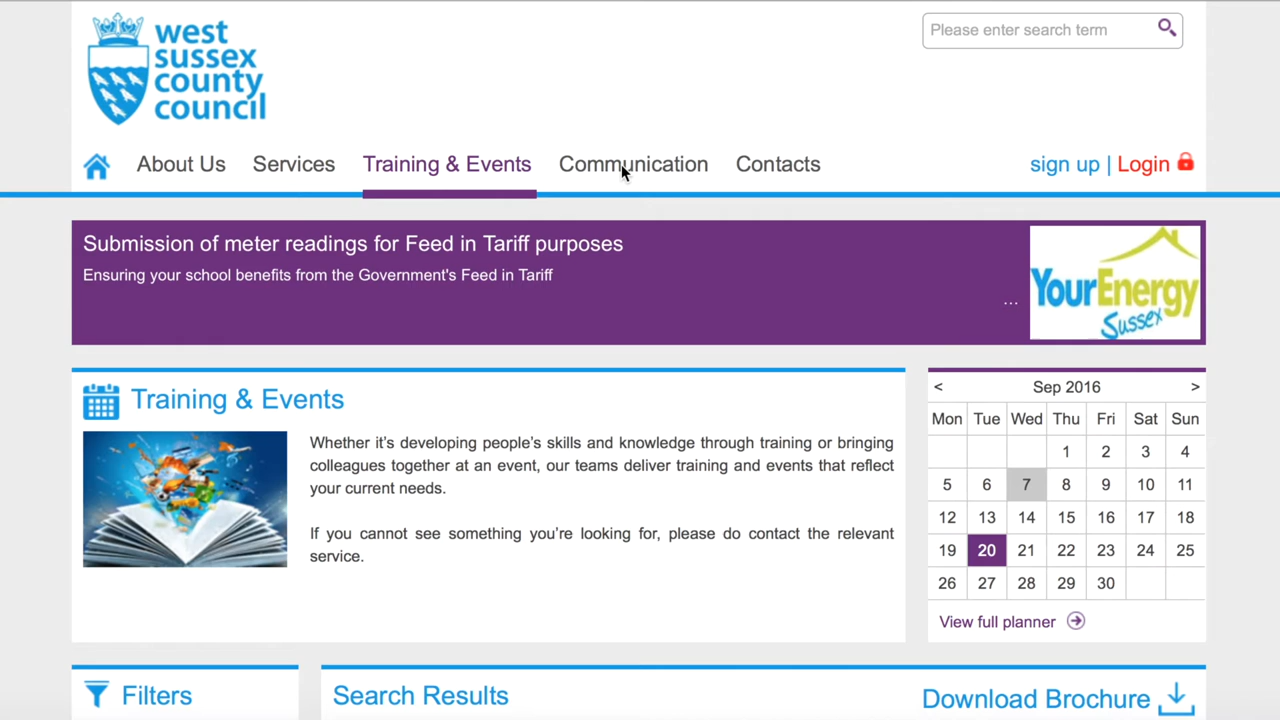 west
sussex
county
council
Please enter search term
About Us Services Training & Events Communication Contacts sign up | Login
Submission of meter readings for Feed in Tariff purposes
Ensuring your school benefits from the Government's Feed in Tariff
...
YourEnergy
Sussex
Training & Events
Whether it's developing people's skills and knowledge through training or bringing
colleagues together at an event, our teams deliver training and events that reflect
your current needs.
If you cannot see something you're looking for, please do contact the relevant
service.
< Sep 2016 >
Mon Tue Wed Thu Fri Sat Sun
1 2 3 4
5 6 7 8 9 10 11
12 13 14 15 16 17 18
19 20 21 22 23 24 25
26 27 28 29 30
View full planner
Filters
Search Results
Download Brochure